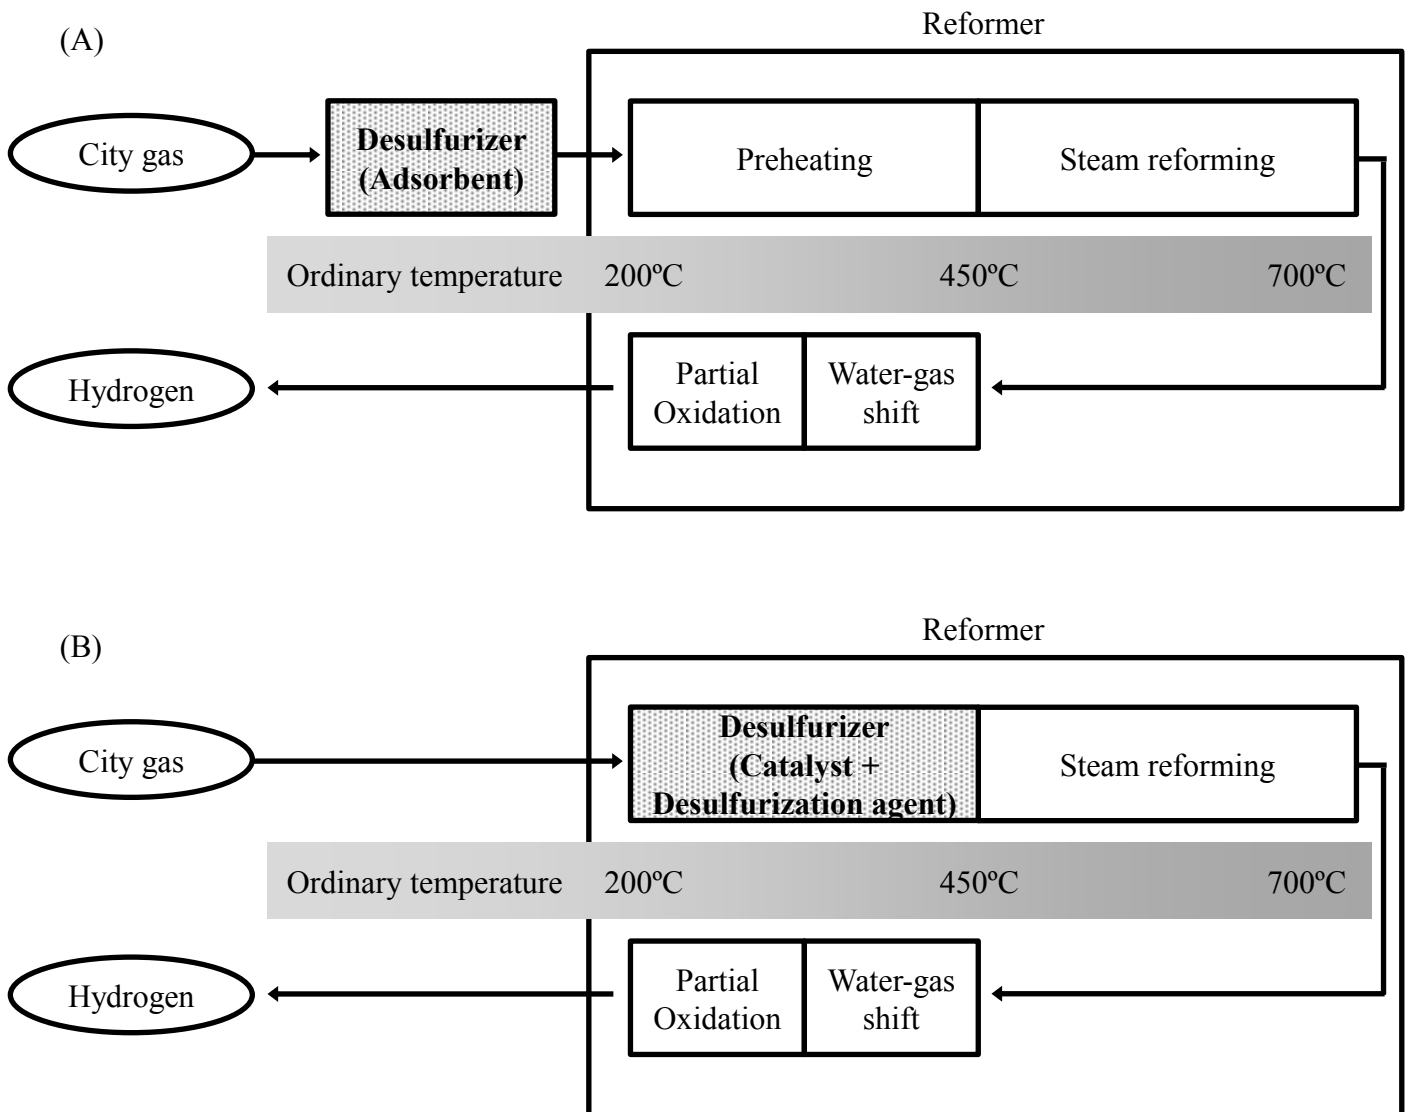 (A)
Reformer
City gas
Desulfurizer
(Adsorbent)
Preheating
Steam reforming
Ordinary temperature
200ºC
450ºC
700ºC
Hydrogen
Partial
Oxidation
Water-gas
shift
(B)
Reformer
City gas
Desulfurizer
(Catalyst +
Desulfurization agent)
Steam reforming
Ordinary temperature
200ºC
450ºC
700ºC
Hydrogen
Partial
Oxidation
Water-gas
shift